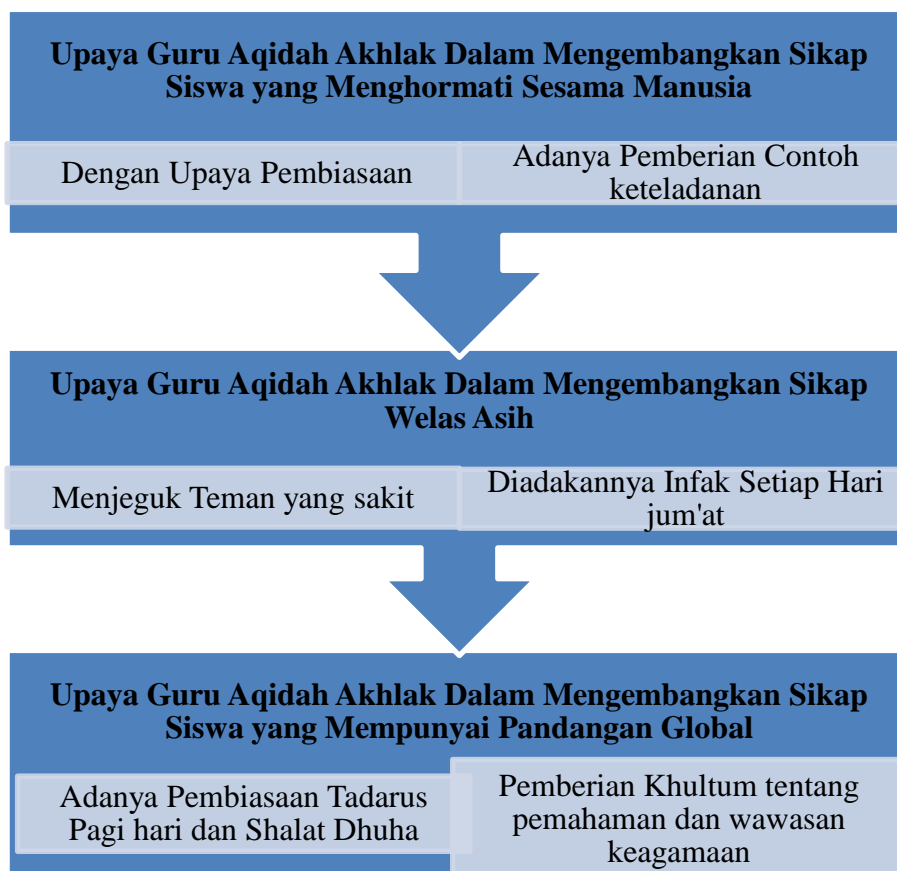 Upaya Guru Aqidah Akhlak Dalam Mengembangkan Sikap
Siswa yang Menghormati Sesama Manusia
Dengan Upaya Pembiasaan
Adanya Pemberian Contoh
keteladanan
Upaya Guru Aqidah Akhlak Dalam Mengembangkan Sikap
Welas Asih
Menjeguk Teman yang sakit
Diadakannya Infak Setiap Hari
jum'at
Upaya Guru Aqidah Akhlak Dalam Mengembangkan Sikap
Siswa yang Mempunyai Pandangan Global
Adanya Pembiasaan Tadarus
Pagi hari dan Shalat Dhuha
Pemberian Khultum tentang
pemahaman dan wawasan
keagamaan